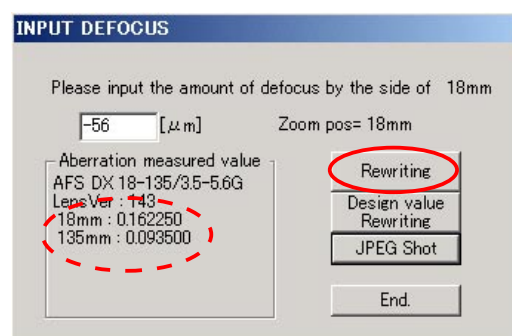 INPUT DEFOCUS
Please input the amount of defocus by the side of 18mm
-56 [μm] Zoom pos= 18mm
Aberration measured value
AFS DX 18-135/3.5-5.6G
LensVer : 143
18mm : 0.162250
135mm : 0.093500
Rewriting
Design value
Rewriting
JPEG Shot
End.